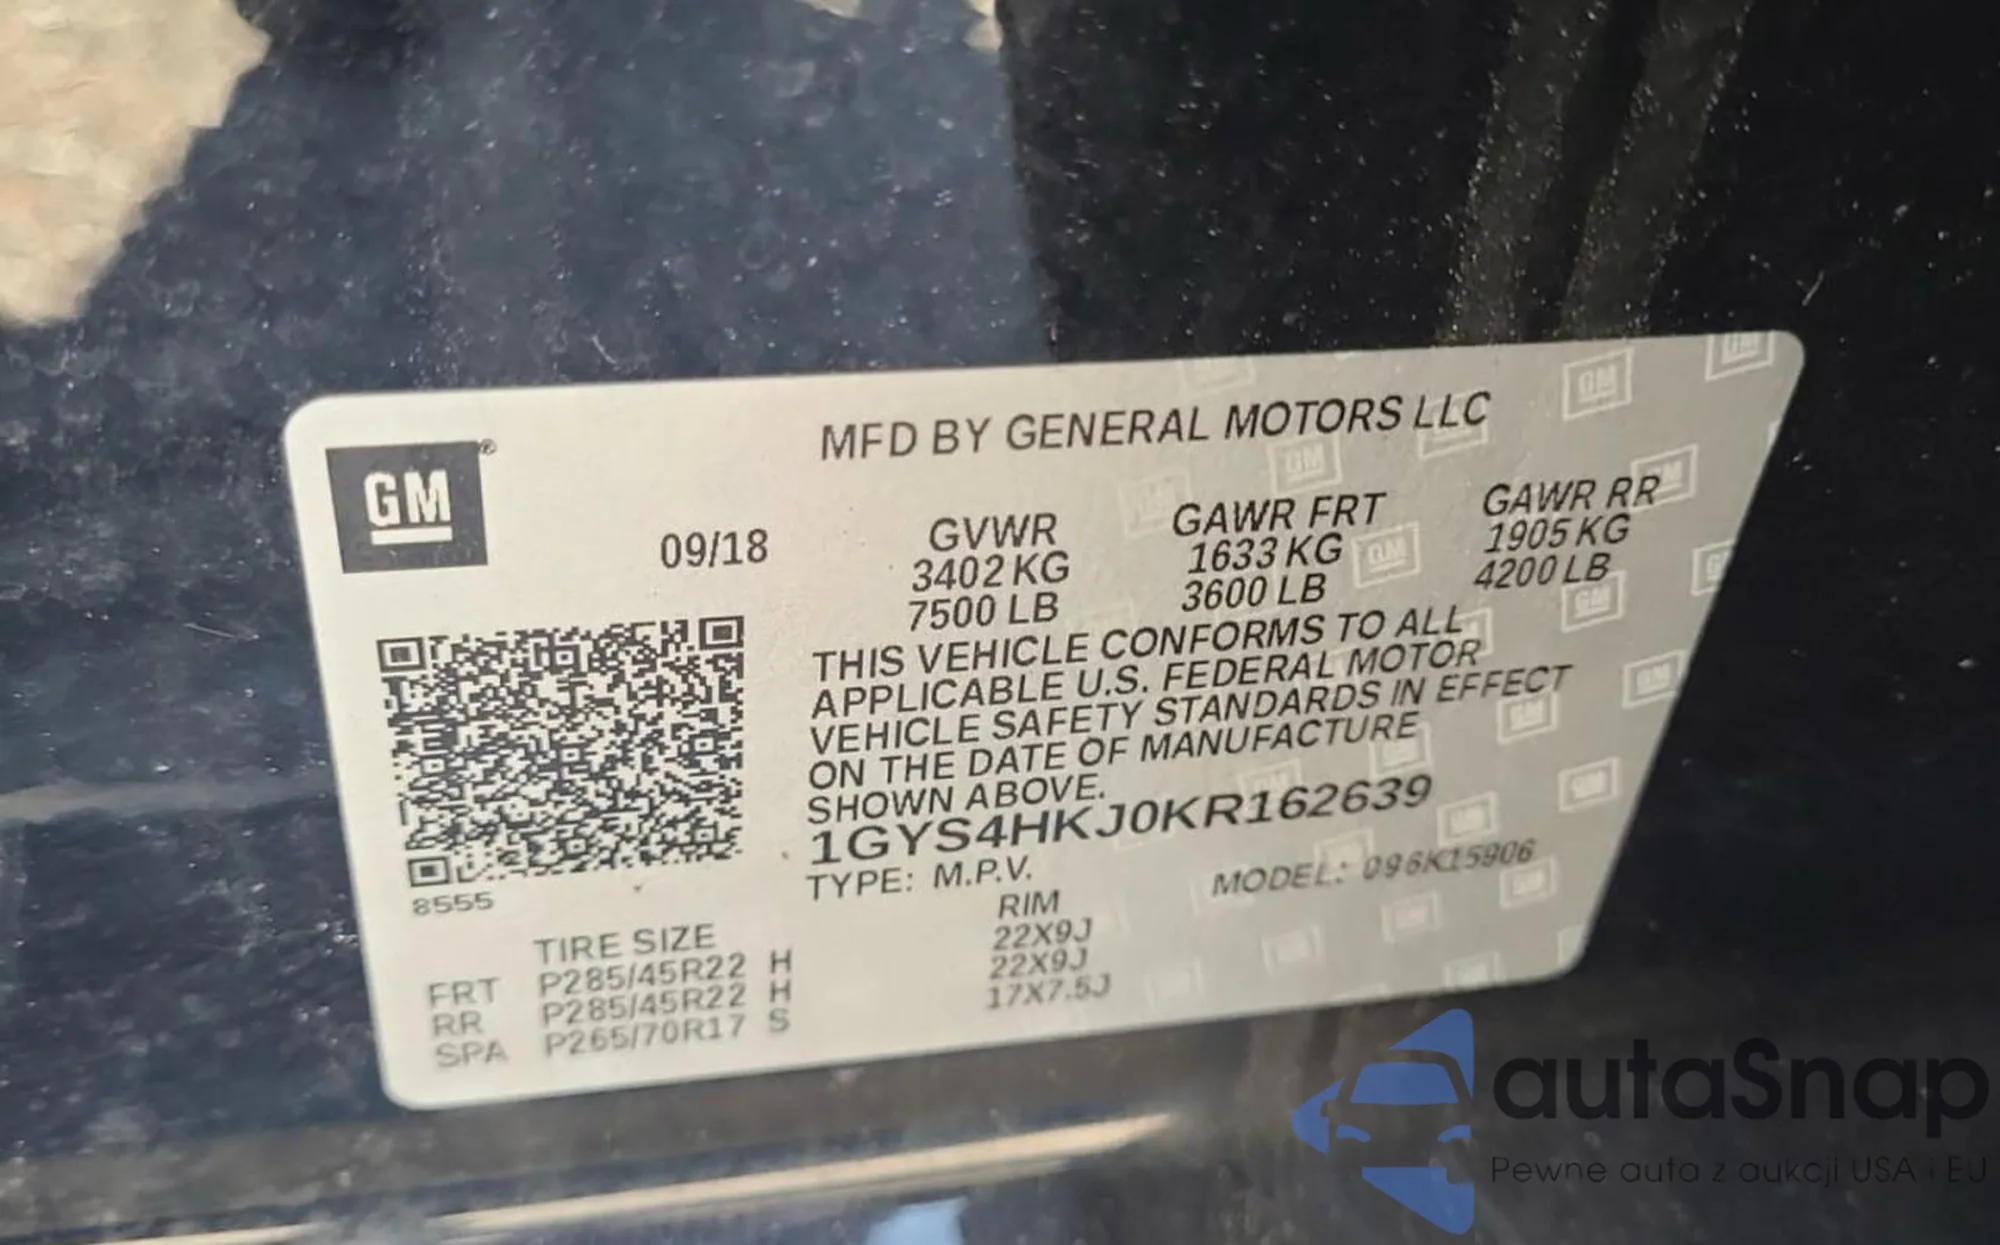 MFD BY GENERAL MOTORS LLC
GM®
09/18
GVWR GAWR FRT GAWR RR
3402 KG 1633 KG 1905 KG
7500 LB 3600 LB 4200 LB
THIS VEHICLE CONFORMS TO ALL
APPLICABLE U.S. FEDERAL MOTOR
VEHICLE SAFETY STANDARDS IN EFFECT
ON THE DATE OF MANUFACTURE
SHOWN ABOVE.
1GYS4HKJ0KR162639
TYPE: M.P.V. MODEL: 096K15906
8555
TIRE SIZE RIM
FRT P285/45R22 H 22X9J
RR P285/45R22 H 22X9J
SPA P265/70R17 S 17X7.5J
autaSnap
Pewne auta z aukcji USA i EU